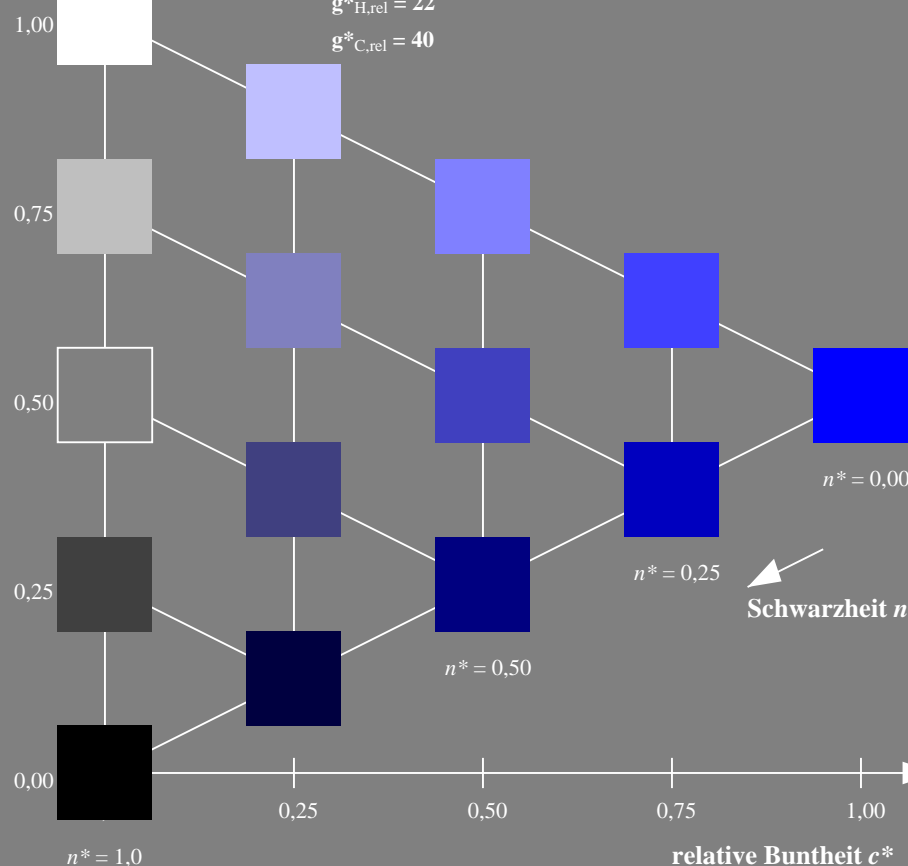 g*H,rel = 22
1,00
g*C,rel = 40
0,75
0,50
n* = 0,00
n* = 0,25
0,25
Schwarzheit n
n* = 0,50
0,00
0,25 0,50 0,75 1,00
n* = 1,0
relative Buntheit c*